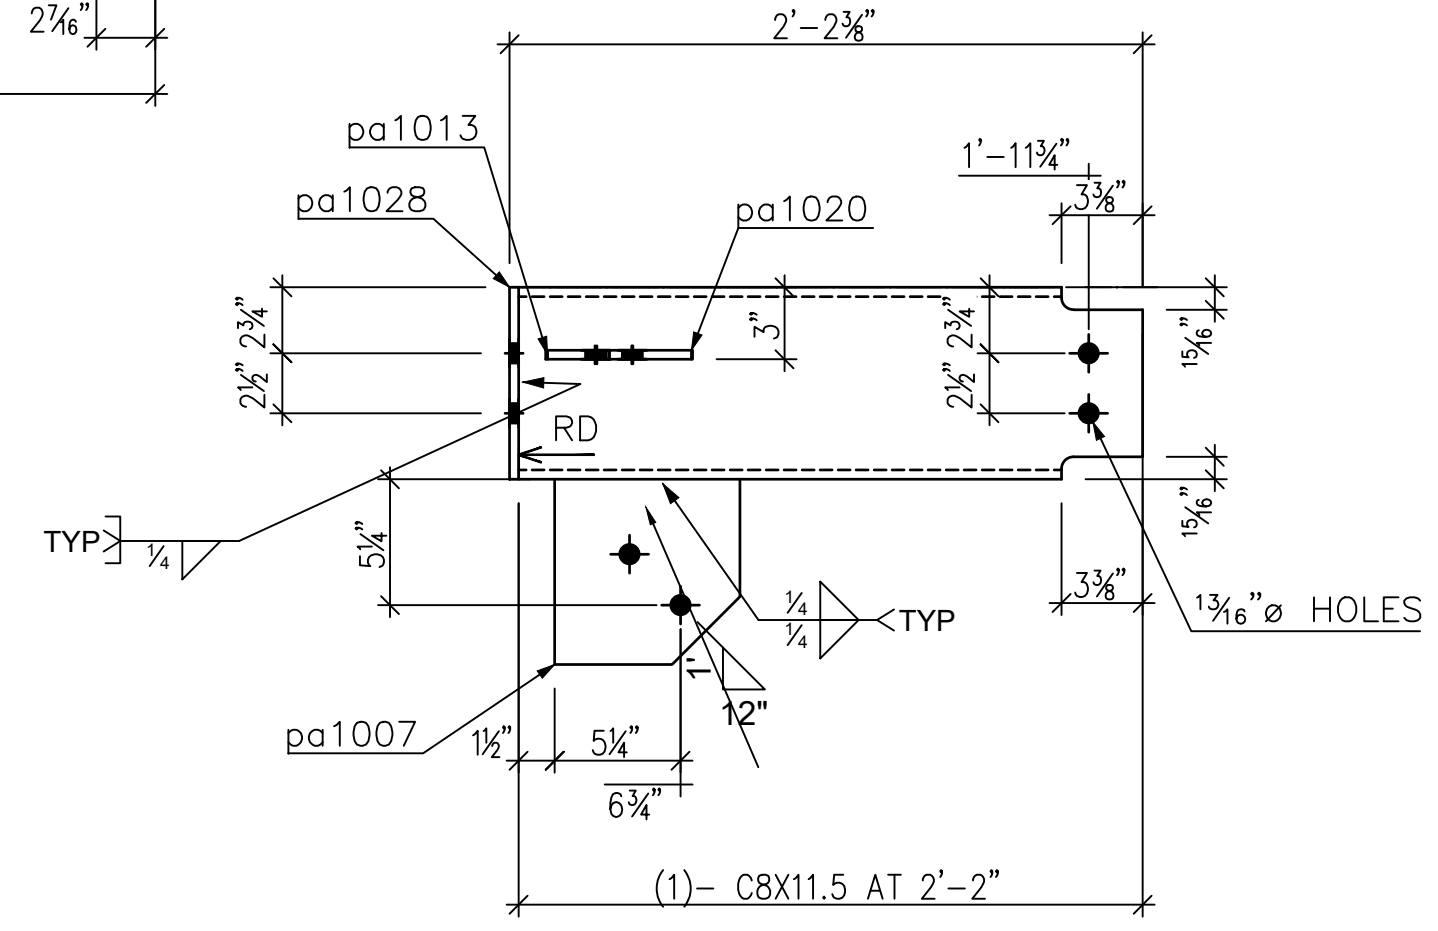 2 7/16"
2'-2 3/8"
pa1013
1'-11 3/4"
3 3/8"
pa1028
pa1020
2 3/4"
2 1/2"
3"
2 3/4"
2 1/2"
15/16"
RD
TYP
1/4
5 1/4"
15/16"
3 3/8"
1/4
1/4
TYP
13/16"ø HOLES
1'
12"
pa1007
1 1/2"
5 1/4"
6 3/4"
(1)- C8X11.5 AT 2'-2"